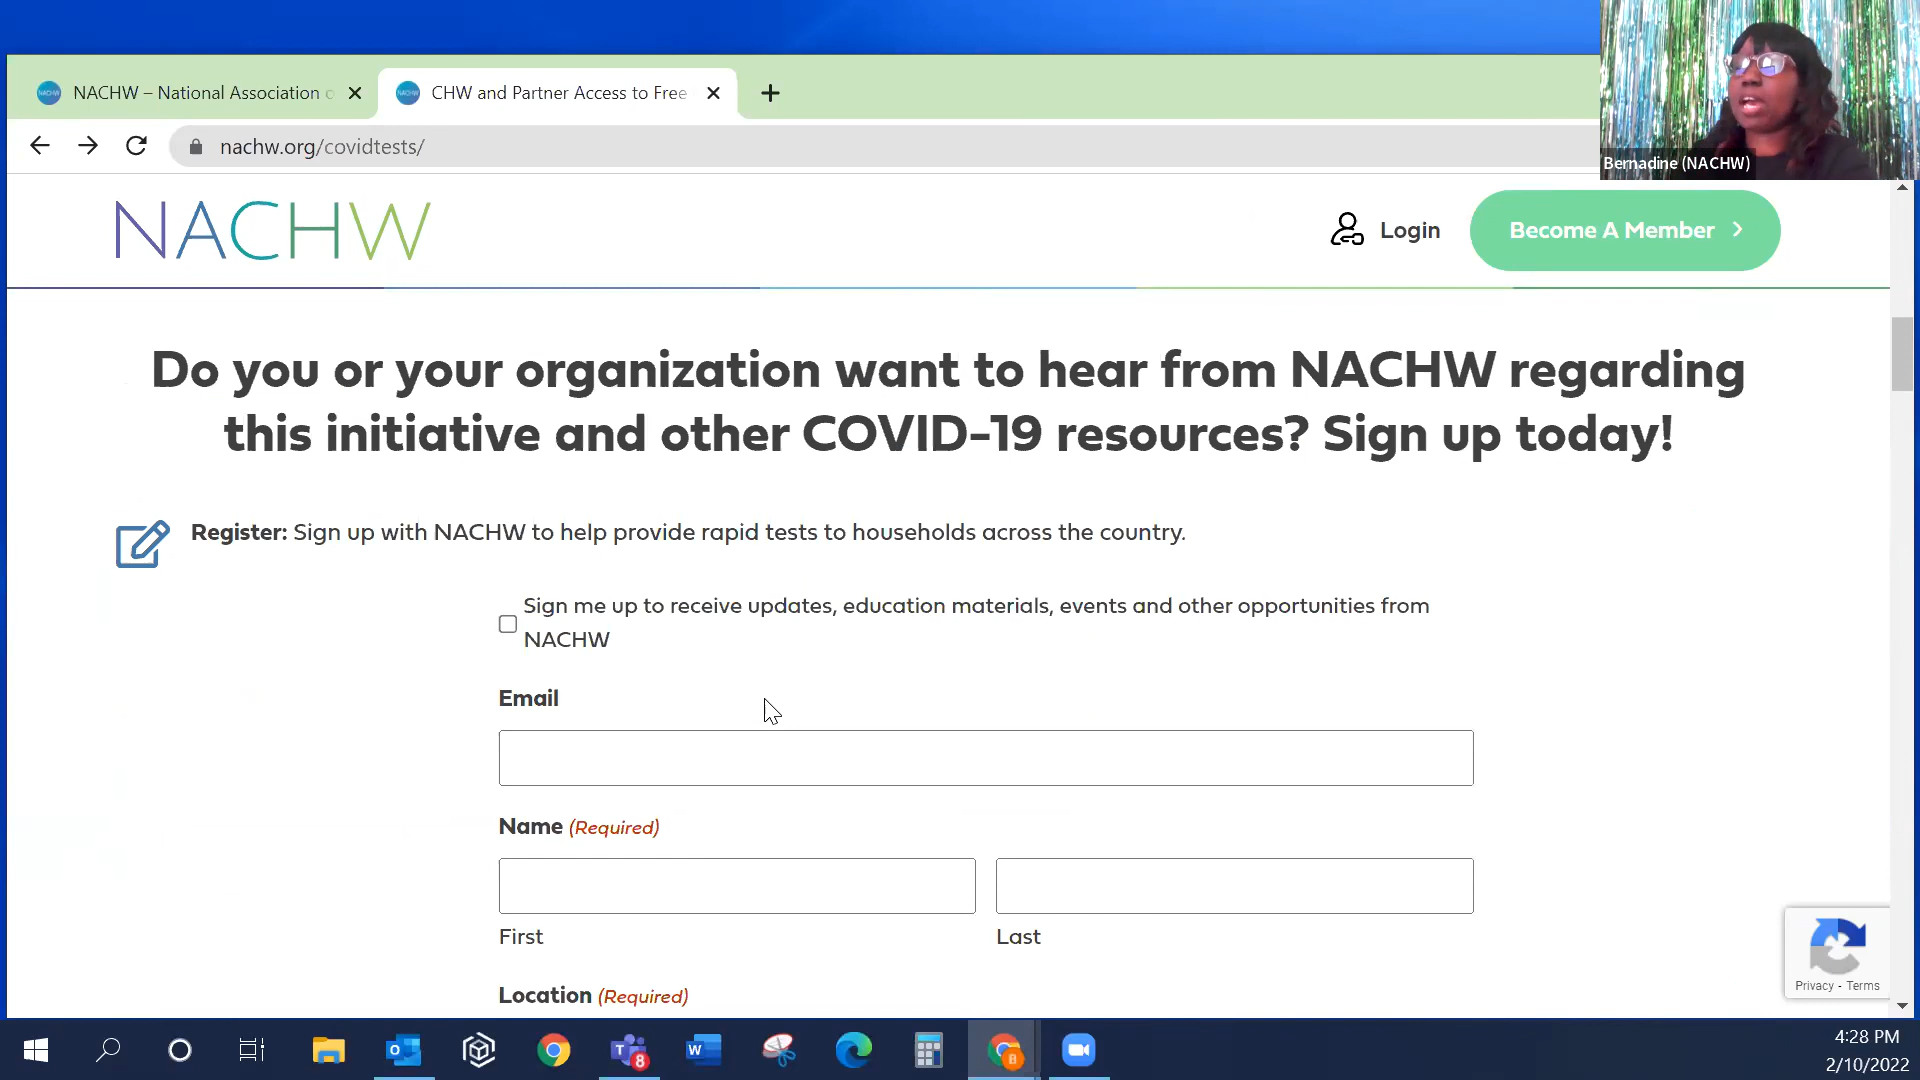 NACHW – National Association o
CHW and Partner Access to Free
nachw.org/covidtests/
Bernadine (NACHW)
NACHW
Login
Become A Member
Do you or your organization want to hear from NACHW regarding
this initiative and other COVID-19 resources? Sign up today!
Register: Sign up with NACHW to help provide rapid tests to households across the country.
Sign me up to receive updates, education materials, events and other opportunities from
NACHW
Email
Name (Required)
First
Last
Location (Required)
Privacy - Terms
8
B
4:28 PM
2/10/2022